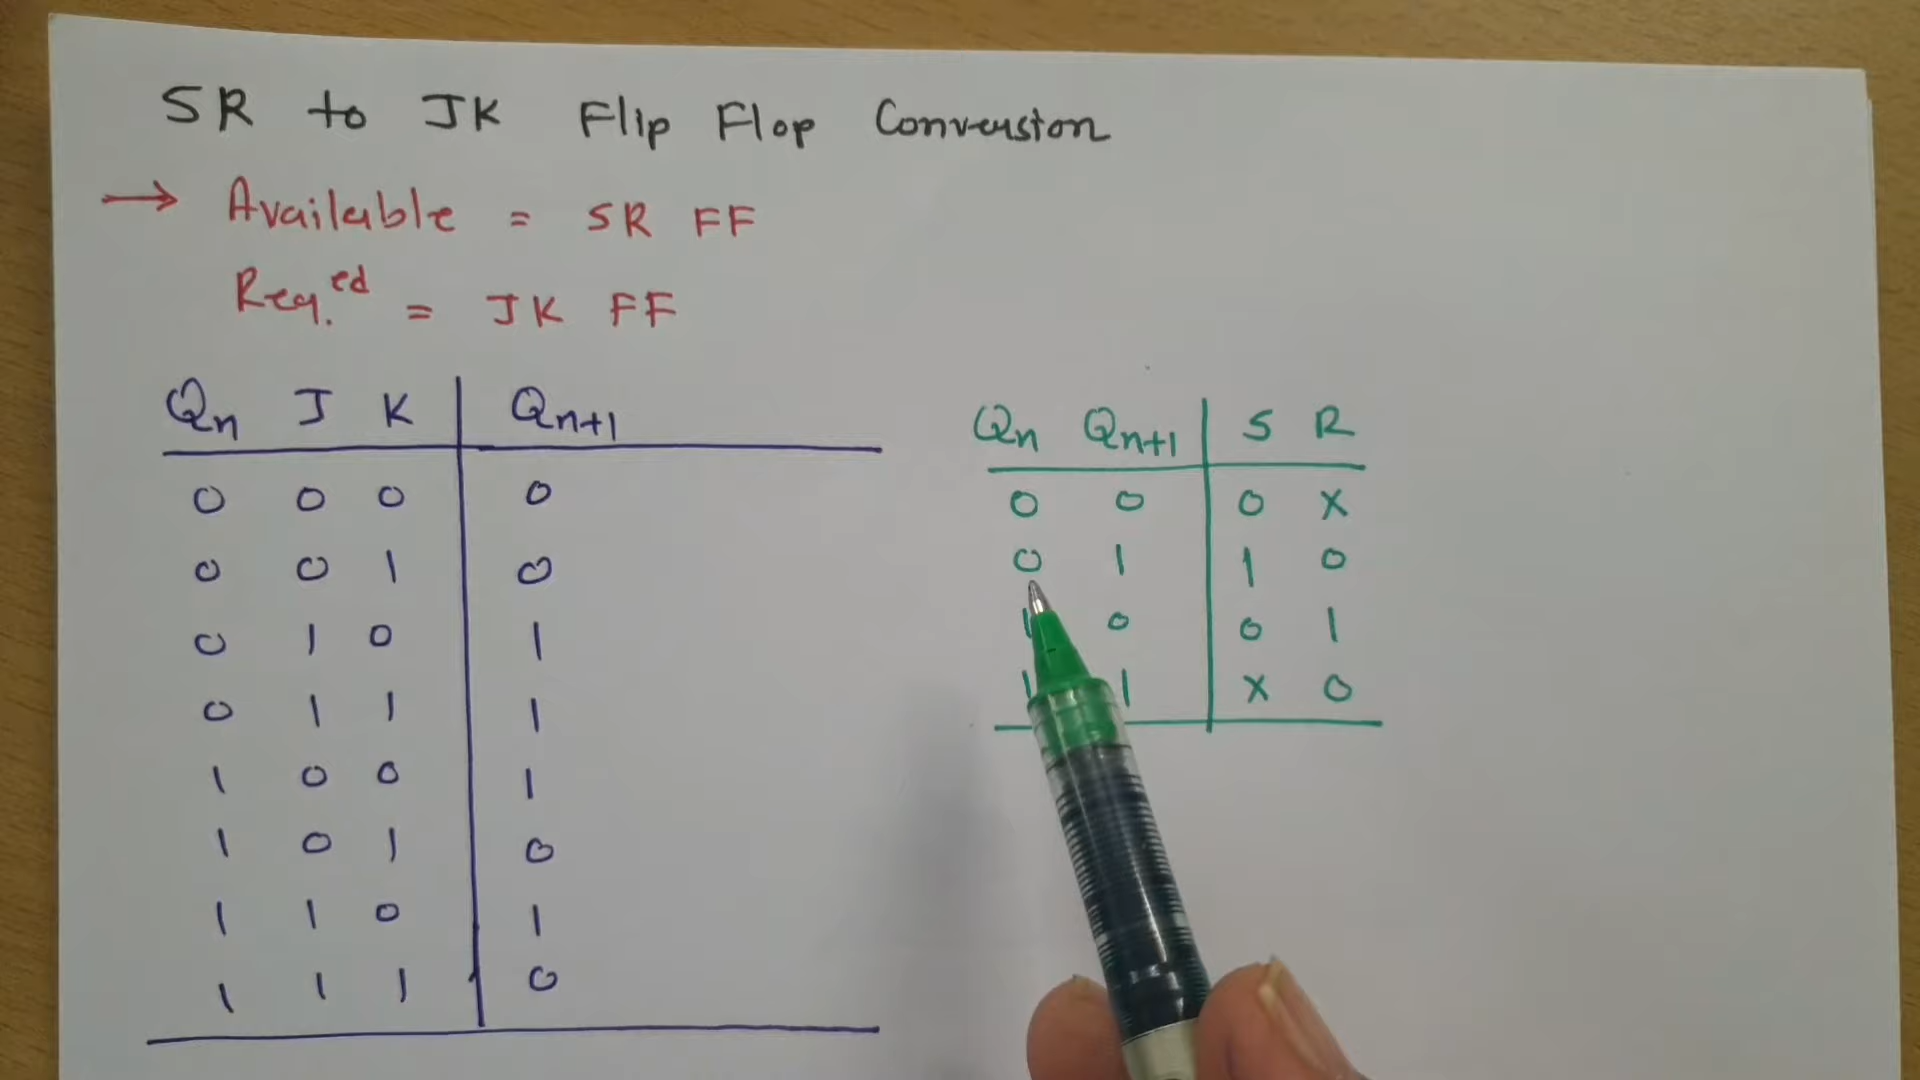 SR to JK Flip Flop Conversion
→ Available = SR FF
Req.ed = JK FF
Qn J K | Qn+1
0 0 0 | 0
0 0 1 | 0
0 1 0 | 1
0 1 1 | 1
1 0 0 | 1
1 0 1 | 0
1 1 0 | 1
1 1 1 | 0
Qn Qn+1 | S R
0 0 | 0 X
0 1 | 1 0
1 0 | 0 1
1 1 | X 0